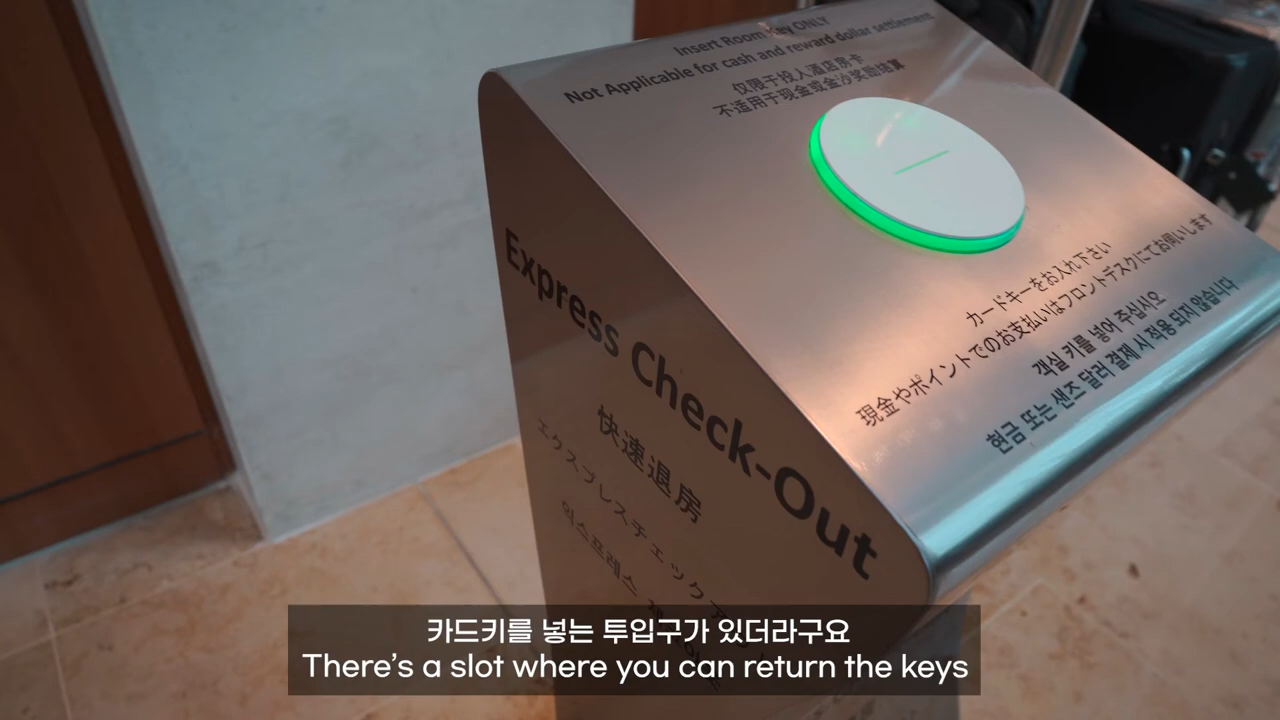 Insert Room Key ONLY
Not Applicable for cash and reward dollar settlement
仅限于投入酒店房卡
不适用于现金或金沙奖励结算
カードキーをお入れ下さい
現金やポイントでのお支払いはフロントデスクにてお伺いします
객실 키를 넣어 주십시오
현금 또는 샌즈 달러 결제 시 적용 되지 않습니다
Express Check-Out
快速退房
エクスプレスチェックアウト
익스프레스
카드키를 넣는 투입구가 있더라구요
There's a slot where you can return the keys